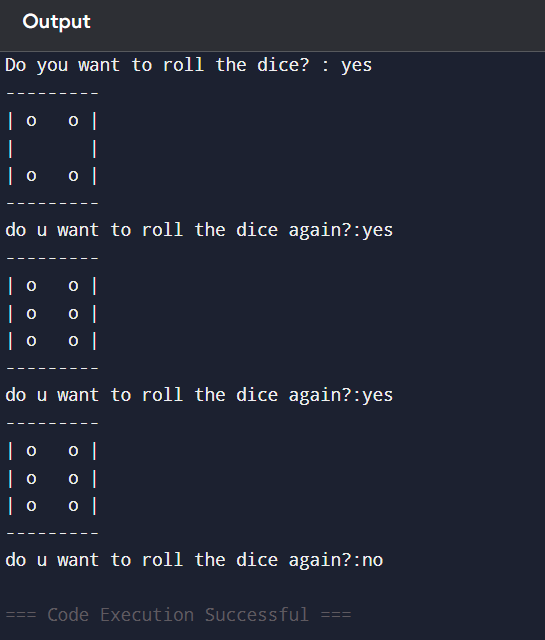 Output
Do you want to roll the dice? : yes
---------
| o   o |
|       |
| o   o |
---------
do u want to roll the dice again?:yes
---------
| o   o |
| o   o |
| o   o |
---------
do u want to roll the dice again?:yes
---------
| o   o |
| o   o |
| o   o |
---------
do u want to roll the dice again?:no
=== Code Execution Successful ===